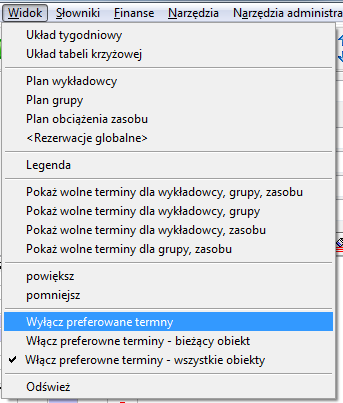 Widok Słowniki Finanse Narzędzia Narzędzia administra
Układ tygodniowy
Układ tabeli krzyżowej
Plan wykładowcy
Plan grupy
Plan obciążenia zasobu
<Rezerwacje globalne>
Legenda
Pokaż wolne terminy dla wykładowcy, grupy, zasobu
Pokaż wolne terminy dla wykładowcy, grupy
Pokaż wolne terminy dla wykładowcy, zasobu
Pokaż wolne terminy dla grupy, zasobu
powiększ
pomniejsz
Wyłącz preferowane termny
Włącz preferowne terminy - bieżący obiekt
Włącz preferowne terminy - wszystkie obiekty
Odśwież